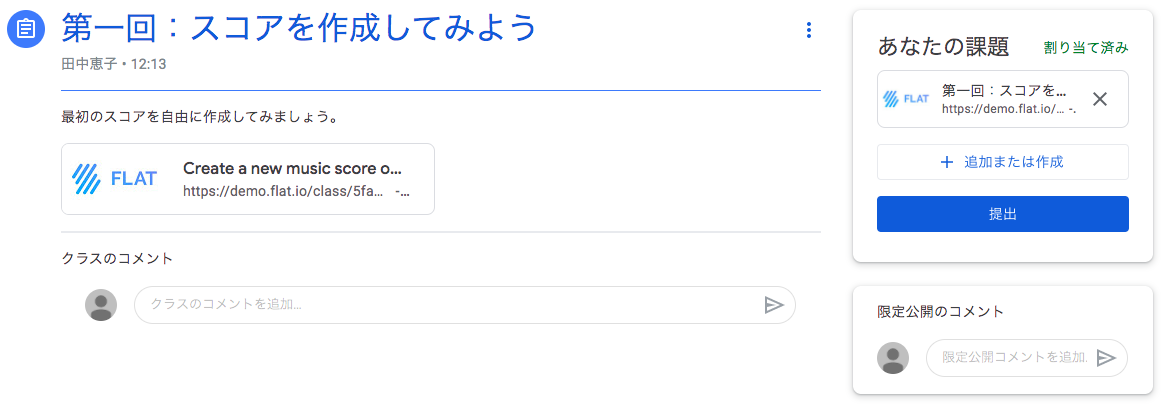 第一回：スコアを作成してみよう
田中恵子 • 12:13
最初のスコアを自由に作成してみましょう。
FLAT
Create a new music score o...
https://demo.flat.io/class/5fa... -...
クラスのコメント
クラスのコメントを追加...
あなたの課題
割り当て済み
FLAT
第一回：スコアを...
https://demo.flat.io/... -.
追加または作成
提出
限定公開のコメント
限定公開コメントを追加.